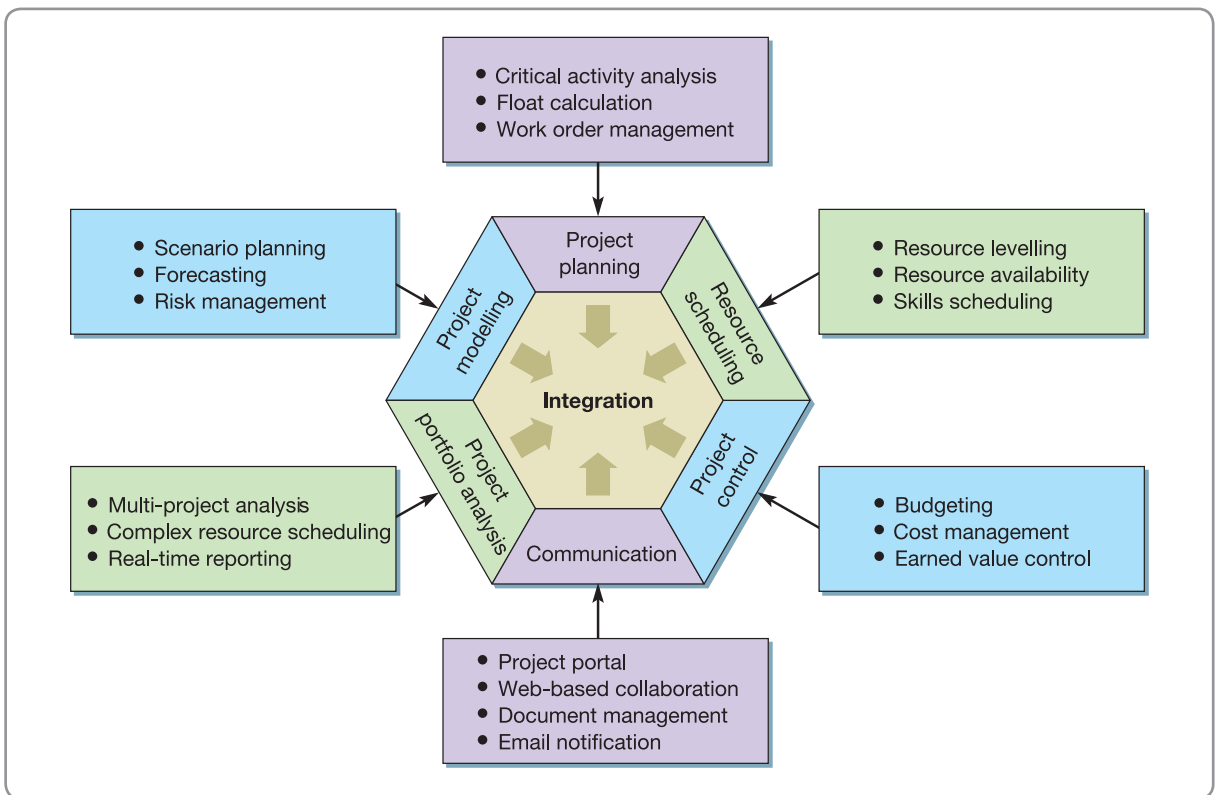 • Critical activity analysis
• Float calculation
• Work order management
• Scenario planning
• Forecasting
• Risk management
Project
planning
• Resource levelling
• Resource availability
• Skills scheduling
Project
modelling
Resource
scheduling
Integration
Project
portfolio analysis
Project
control
• Multi-project analysis
• Complex resource scheduling
• Real-time reporting
Communication
• Budgeting
• Cost management
• Earned value control
• Project portal
• Web-based collaboration
• Document management
• Email notification